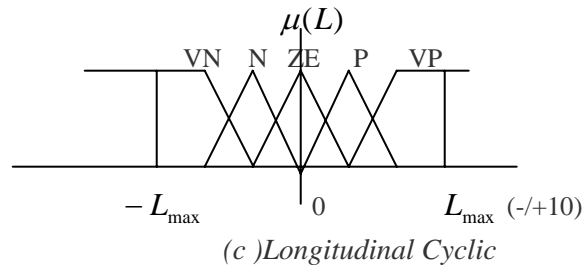 μ(L)
VN N ZE P VP
− L_max 0 L_max (-/+10)
(c )Longitudinal Cyclic